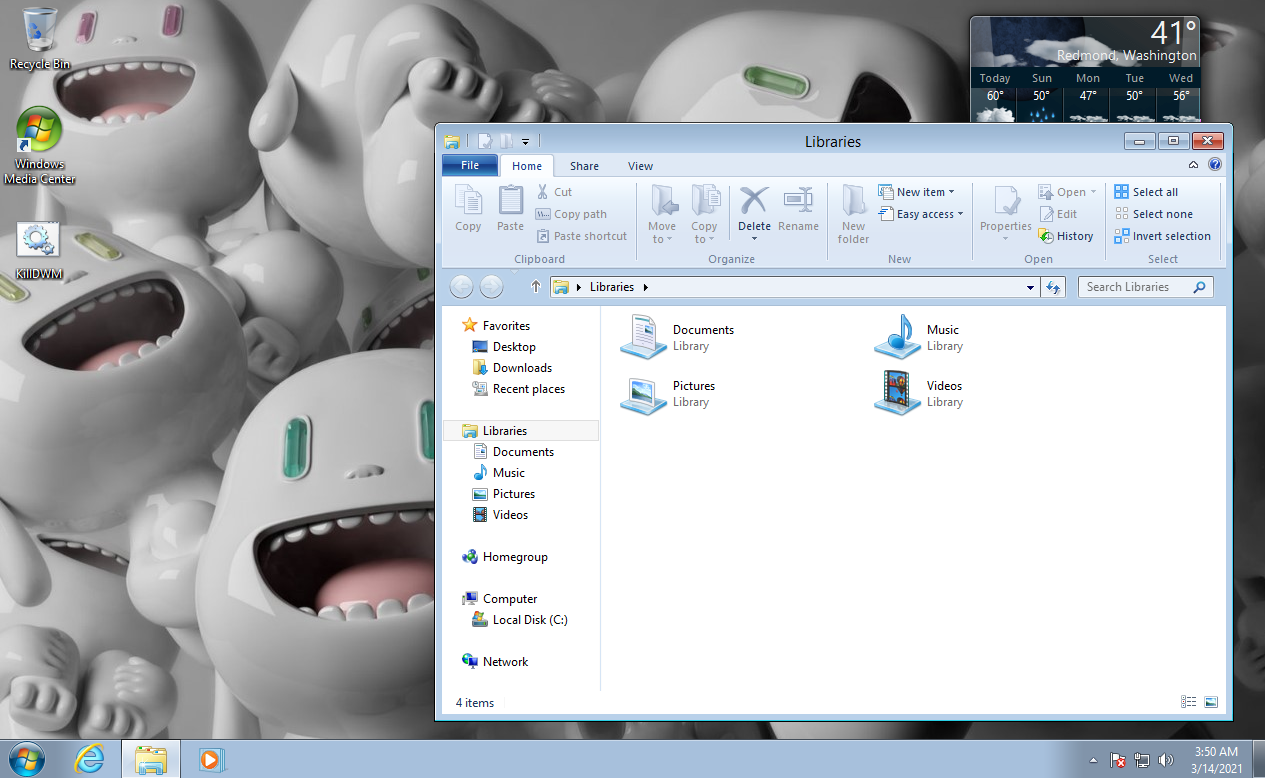 Recycle Bin
Windows
Media Center
KillDWM
41°
Redmond, Washington
Today Sun Mon Tue Wed
60° 50° 47° 50° 56°
Libraries
File Home Share View
Copy
Paste
Cut
Copy path
Paste shortcut
Clipboard
Move
to
Copy
to
Delete
Rename
Organize
New
folder
New item
Easy access
New
Properties
Open
Edit
History
Open
Select all
Select none
Invert selection
Select
Libraries
Search Libraries
Favorites
Desktop
Downloads
Recent places
Libraries
Documents
Music
Pictures
Videos
Homegroup
Computer
Local Disk (C:)
Network
Documents
Library
Music
Library
Pictures
Library
Videos
Library
4 items
3:50 AM
3/14/2021